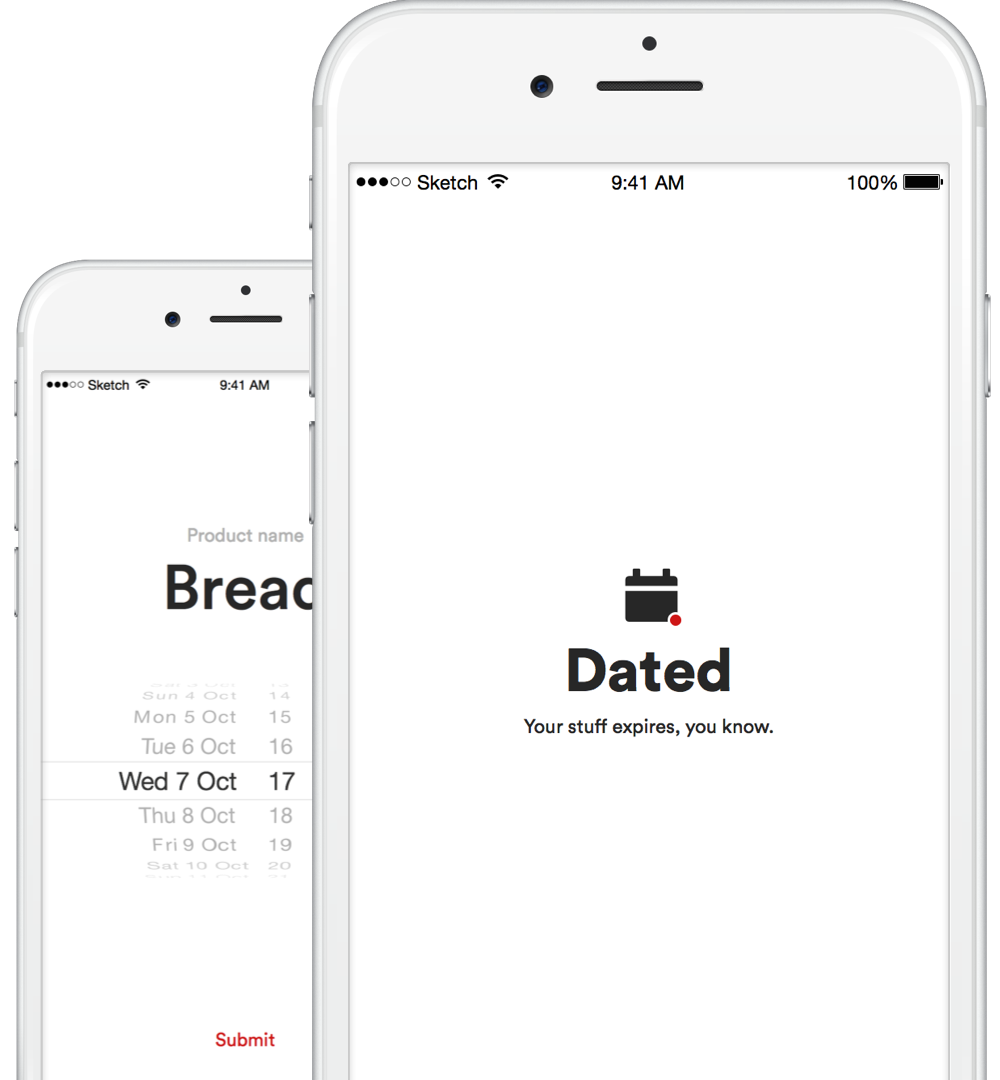 Sketch 9:41 AM 100%
Dated
Your stuff expires, you know.
Sketch 9:41 AM
Product name
Breac
Sun 4 Oct 14
Mon 5 Oct 15
Tue 6 Oct 16
Wed 7 Oct 17
Thu 8 Oct 18
Fri 9 Oct 19
Sat 10 Oct 20
Submit